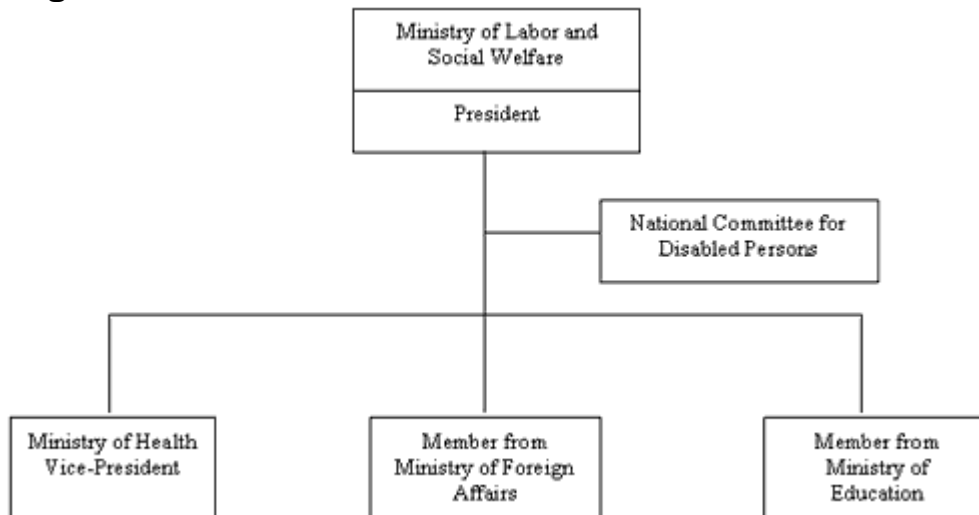 Ministry of Labor and
Social Welfare
President
National Committee for
Disabled Persons
Ministry of Health
Vice-President
Member from
Ministry of Foreign
Affairs
Member from
Ministry of
Education